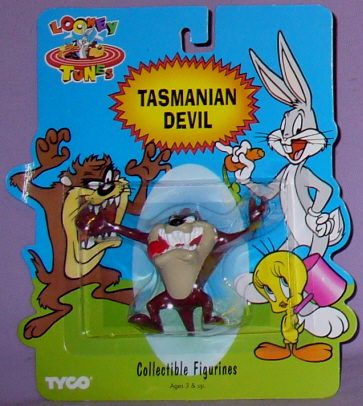 LOONEY
TUNES
TASMANIAN
DEVIL
Collectible Figurines
Ages 3 & up.
TYCO